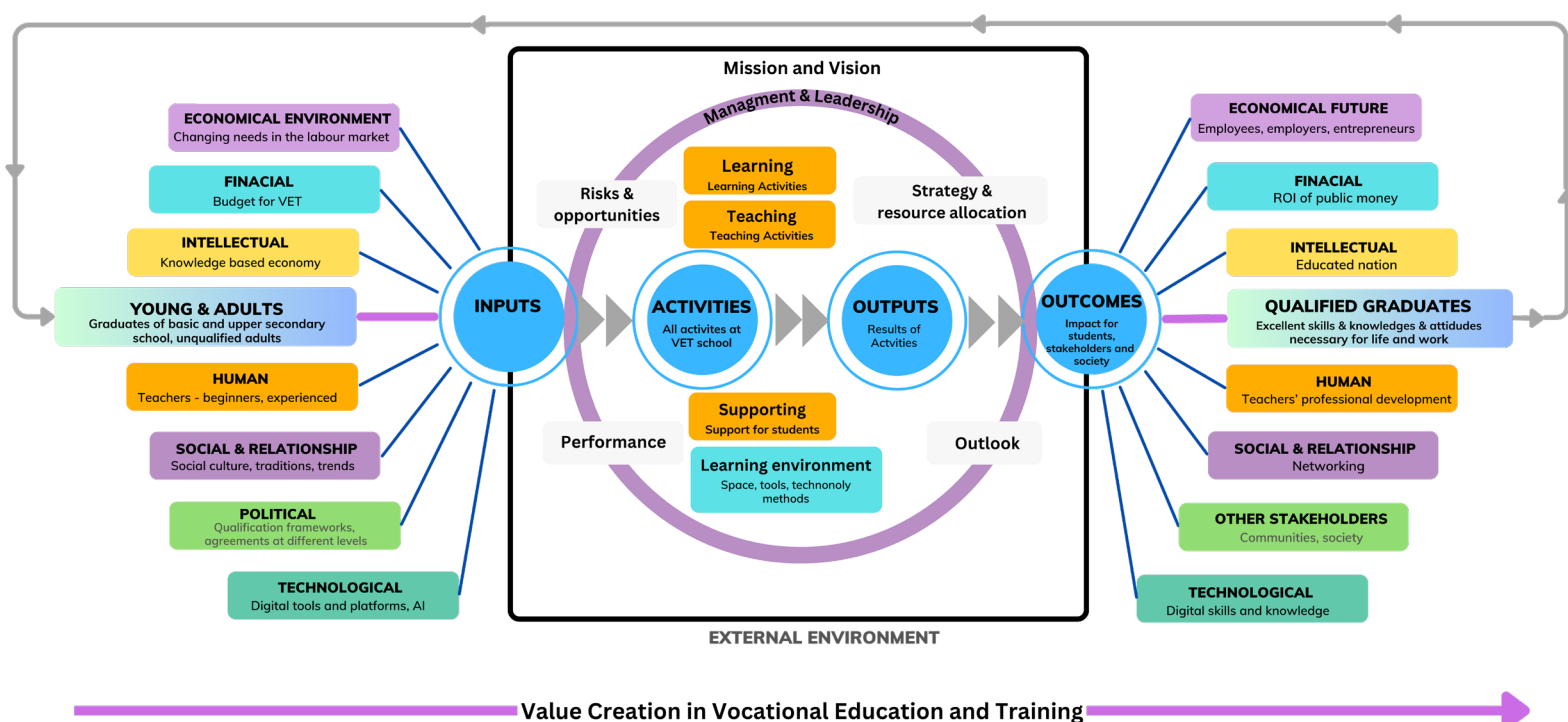 Mission and Vision
Managment & Leadership
ECONOMICAL ENVIRONMENT
Changing needs in the labour market
FINACIAL
Budget for VET
INTELLECTUAL
Knowledge based economy
YOUNG & ADULTS
Graduates of basic and upper secondary
school, unqualified adults
HUMAN
Teachers - beginners, experienced
SOCIAL & RELATIONSHIP
Social culture, traditions, trends
POLITICAL
Qualification frameworks,
agreements at different levels
TECHNOLOGICAL
Digital tools and platforms, AI
INPUTS
Risks &
opportunities
Learning
Learning Activities
Teaching
Teaching Activities
Strategy &
resource allocation
ACTIVITIES
All activites at
VET school
OUTPUTS
Results of
Actvities
Performance
Supporting
Support for students
Learning environment
Space, tools, technonoly
methods
Outlook
OUTCOMES
Impact for
students,
stakeholders and
society
ECONOMICAL FUTURE
Employees, employers, entrepreneurs
FINACIAL
ROI of public money
INTELLECTUAL
Educated nation
QUALIFIED GRADUATES
Excellent skills & knowledges & attidudes
necessary for life and work
HUMAN
Teachers' professional development
SOCIAL & RELATIONSHIP
Networking
OTHER STAKEHOLDERS
Communities, society
TECHNOLOGICAL
Digital skills and knowledge
EXTERNAL ENVIRONMENT
Value Creation in Vocational Education and Training